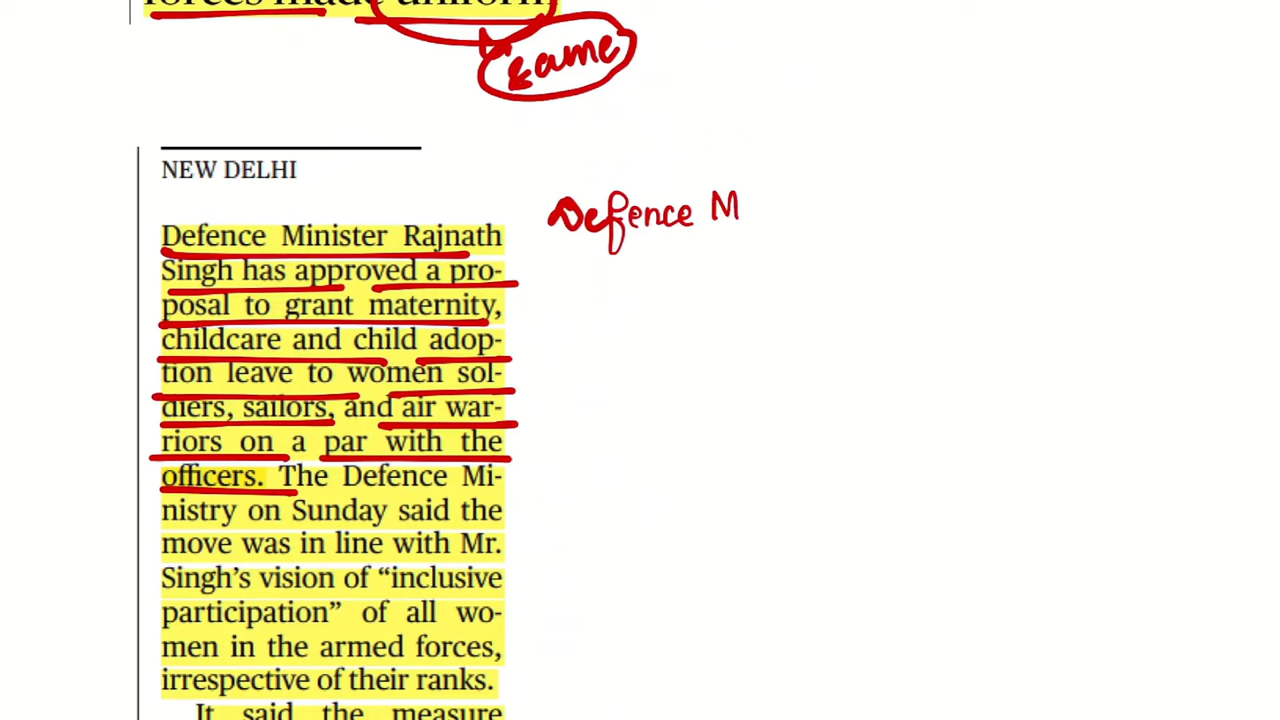 forces made uniform
same
NEW DELHI
Defence M
Defence Minister Rajnath
Singh has approved a pro-
posal to grant maternity,
childcare and child adop-
tion leave to women sol-
diers, sailors, and air war-
riors on a par with the
officers. The Defence Mi-
nistry on Sunday said the
move was in line with Mr.
Singh's vision of “inclusive
participation” of all wo-
men in the armed forces,
irrespective of their ranks.
It said the measure